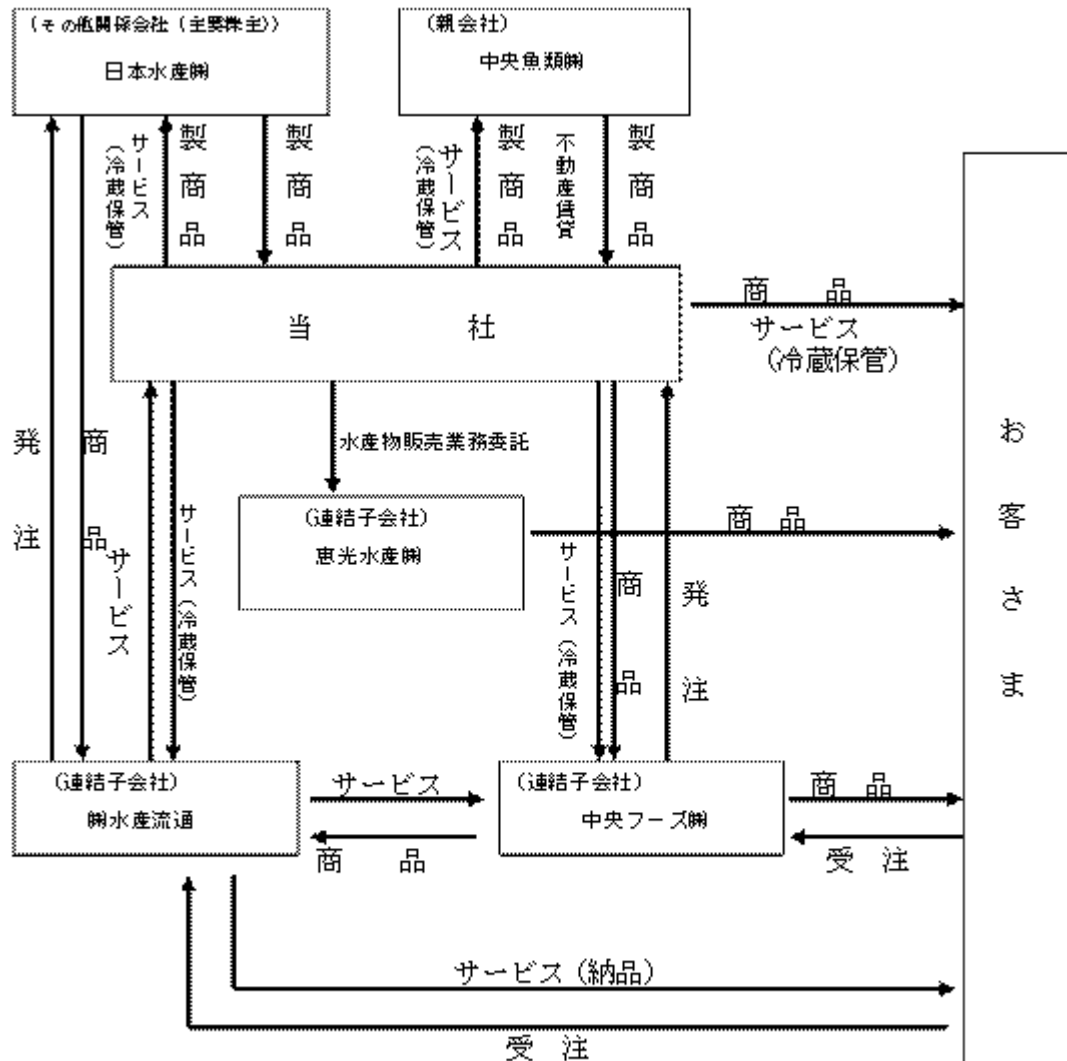 (その他関係会社(主要株主))
日本水産㈱
(親会社)
中央魚類㈱
サービス
(冷蔵保管)
製商品
製商品
サービス
(冷蔵保管)
製商品
不動産賃貸
製商品
当社
商品
サービス
(冷蔵保管)
お客さま
発注
商品
サービス
サービス(冷蔵保管)
水産物販売業務委託
(連結子会社)
恵光水産㈱
商品
サービス(冷蔵保管)
商品
発注
(連結子会社)
㈱水産流通
サービス
商品
(連結子会社)
中央フーズ㈱
商品
受注
サービス(納品)
受注